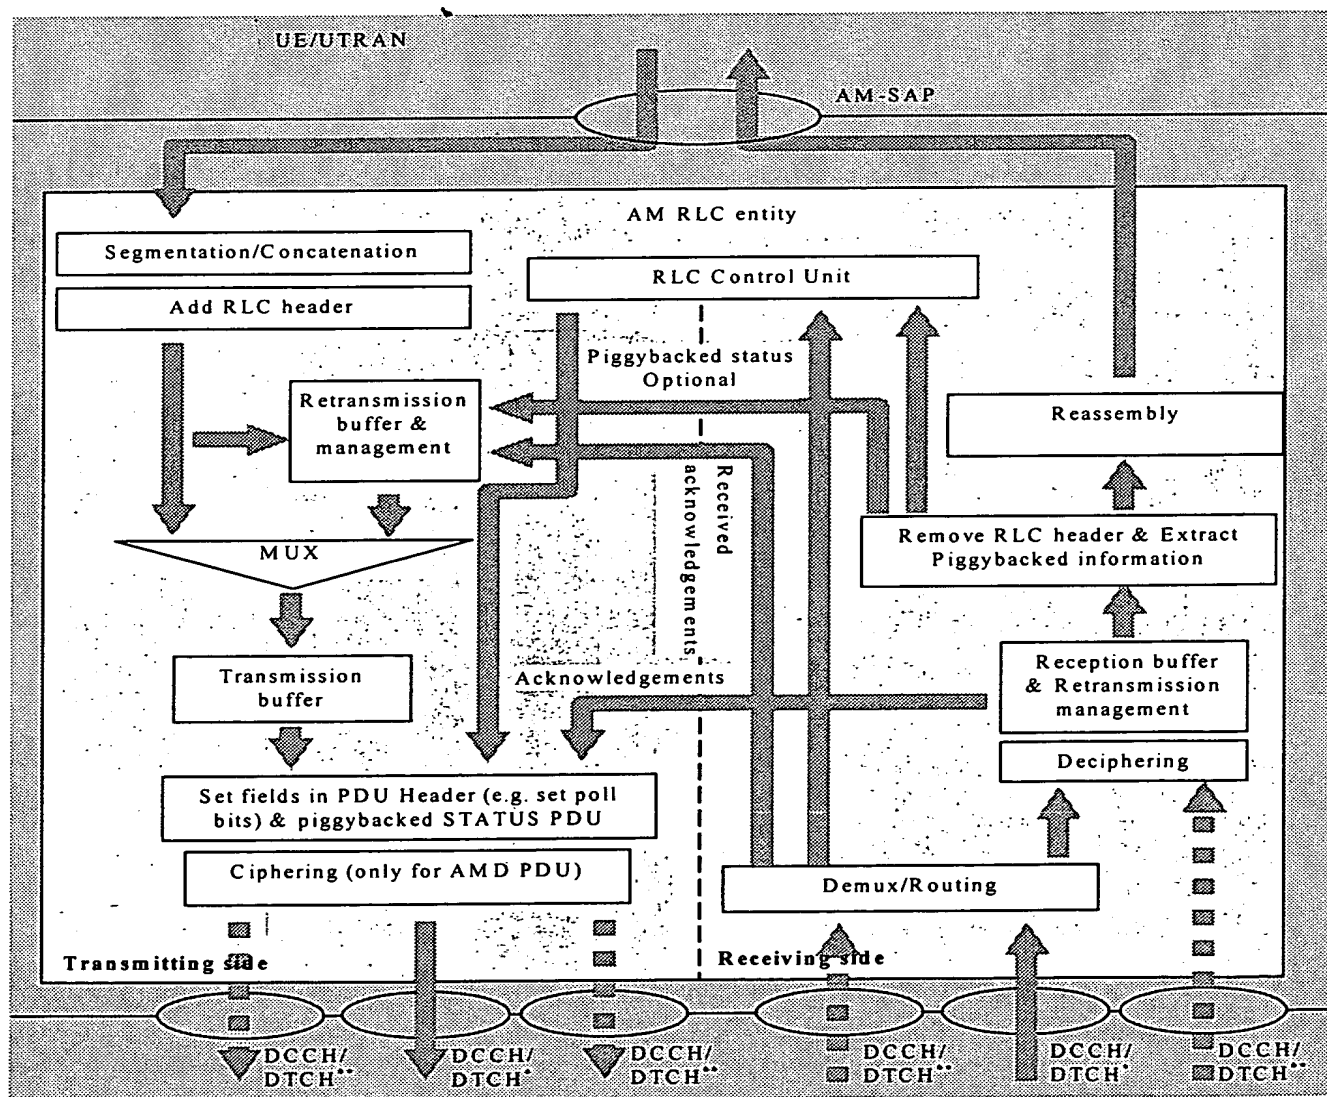 UE/UTRAN
AM-SAP
AM RLC entity
Segmentation/Concatenation
Add RLC header
RLC Control Unit
Piggybacked status
Optional
Retransmission
buffer &
management
Reassembly
Received
acknowledgements
MUX
Remove RLC header & Extract
Piggybacked information
Transmission
buffer
Acknowledgements
Reception buffer
& Retransmission
management
Deciphering
Set fields in PDU Header (e.g. set poll
bits) & piggybacked STATUS PDU
Ciphering (only for AMD PDU)
Demux/Routing
Transmitting side
Receiving side
DCCH/
DTCH**
DCCH/
DTCH*
DCCH/
DTCH**
DCCH/
DTCH**
DCCH/
DTCH*
DCCH/
DTCH**